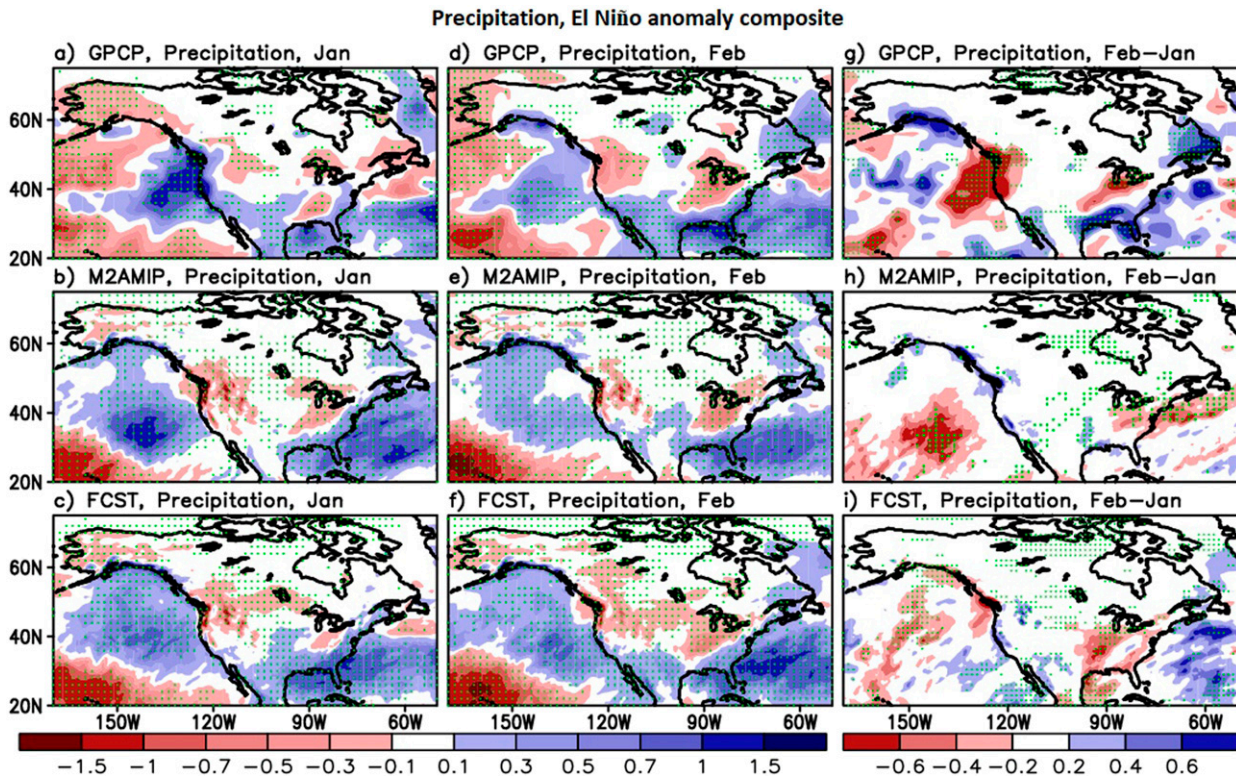 Precipitation, El Niño anomaly composite
a) GPCP, Precipitation, Jan
d) GPCP, Precipitation, Feb
g) GPCP, Precipitation, Feb-Jan
60N
40N
20N
b) M2AMIP, Precipitation, Jan
e) M2AMIP, Precipitation, Feb
h) M2AMIP, Precipitation, Feb-Jan
60N
40N
20N
c) FCST, Precipitation, Jan
f) FCST, Precipitation, Feb
i) FCST, Precipitation, Feb-Jan
60N
40N
20N
150W 120W 90W 60W
150W 120W 90W 60W
150W 120W 90W 60W
-1.5 -1 -0.7 -0.5 -0.3 -0.1 0.1 0.3 0.5 0.7 1 1.5
-0.6 -0.4 -0.2 0.2 0.4 0.6